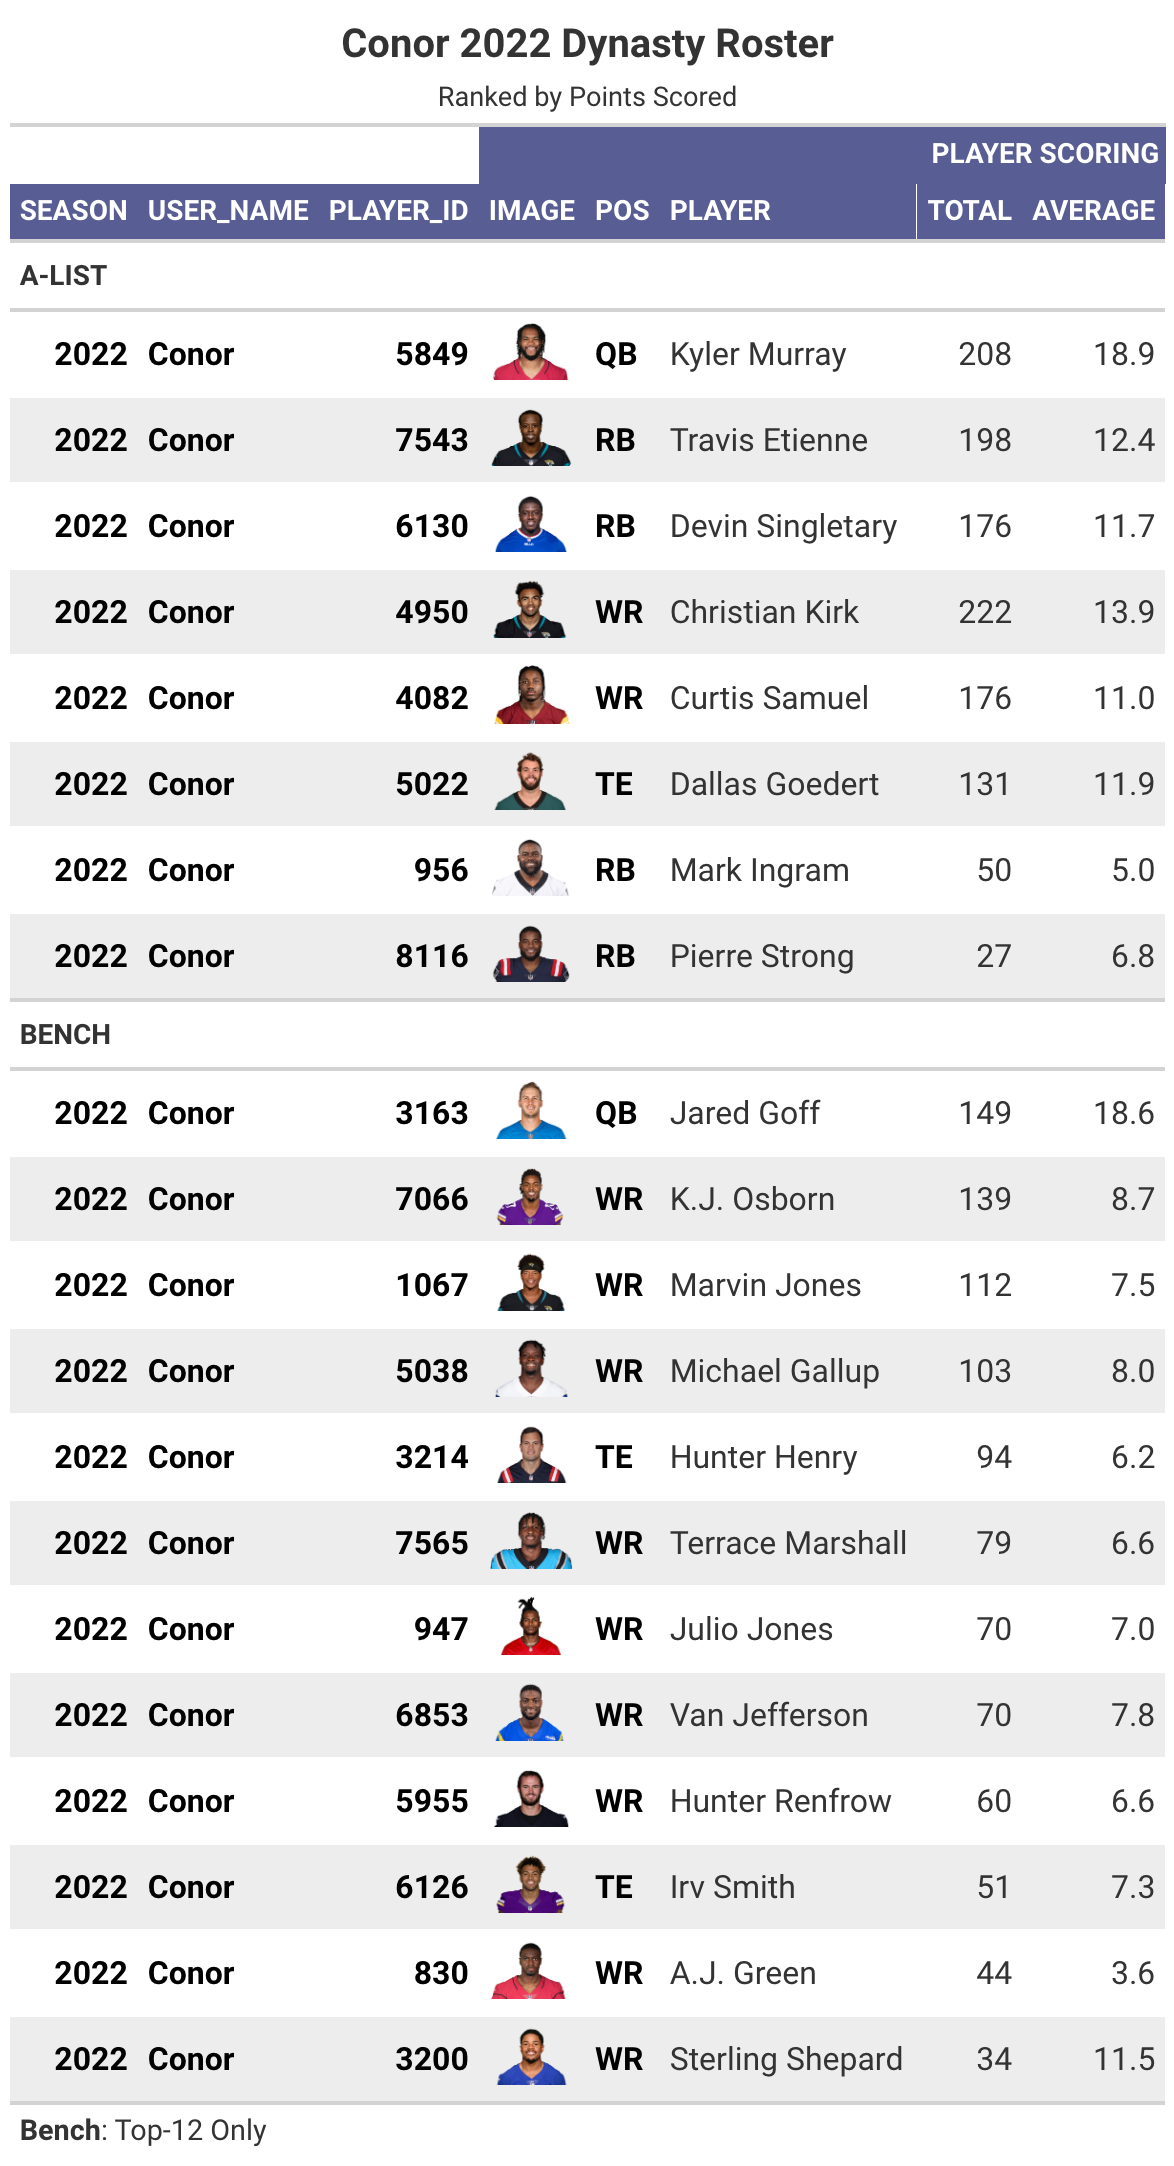 Conor 2022 Dynasty Roster
Ranked by Points Scored
PLAYER SCORING
SEASON USER_NAME PLAYER_ID IMAGE POS PLAYER TOTAL AVERAGE
A-LIST
2022 Conor 5849 QB Kyler Murray 208 18.9
2022 Conor 7543 RB Travis Etienne 198 12.4
2022 Conor 6130 RB Devin Singletary 176 11.7
2022 Conor 4950 WR Christian Kirk 222 13.9
2022 Conor 4082 WR Curtis Samuel 176 11.0
2022 Conor 5022 TE Dallas Goedert 131 11.9
2022 Conor 956 RB Mark Ingram 50 5.0
2022 Conor 8116 RB Pierre Strong 27 6.8
BENCH
2022 Conor 3163 QB Jared Goff 149 18.6
2022 Conor 7066 WR K.J. Osborn 139 8.7
2022 Conor 1067 WR Marvin Jones 112 7.5
2022 Conor 5038 WR Michael Gallup 103 8.0
2022 Conor 3214 TE Hunter Henry 94 6.2
2022 Conor 7565 WR Terrace Marshall 79 6.6
2022 Conor 947 WR Julio Jones 70 7.0
2022 Conor 6853 WR Van Jefferson 70 7.8
2022 Conor 5955 WR Hunter Renfrow 60 6.6
2022 Conor 6126 TE Irv Smith 51 7.3
2022 Conor 830 WR A.J. Green 44 3.6
2022 Conor 3200 WR Sterling Shepard 34 11.5
Bench: Top-12 Only